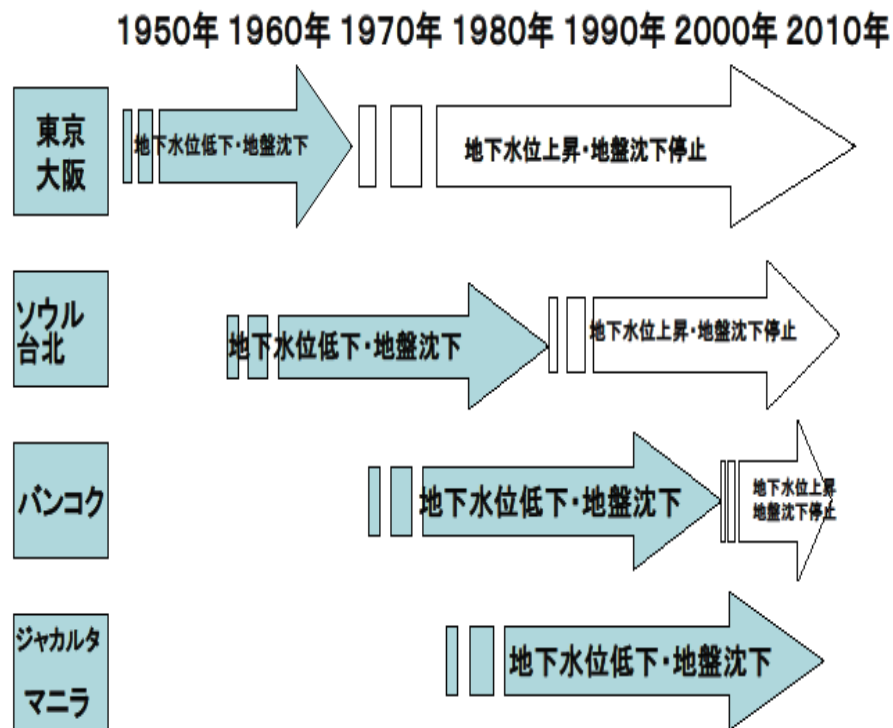 1950年 1960年 1970年 1980年 1990年 2000年 2010年
東京
大阪
地下水位低下・地盤沈下
地下水位上昇・地盤沈下停止
ソウル
台北
地下水位低下・地盤沈下
地下水位上昇・地盤沈下停止
バンコク
地下水位低下・地盤沈下
地下水位上昇
地盤沈下停止
ジャカルタ
マニラ
地下水位低下・地盤沈下